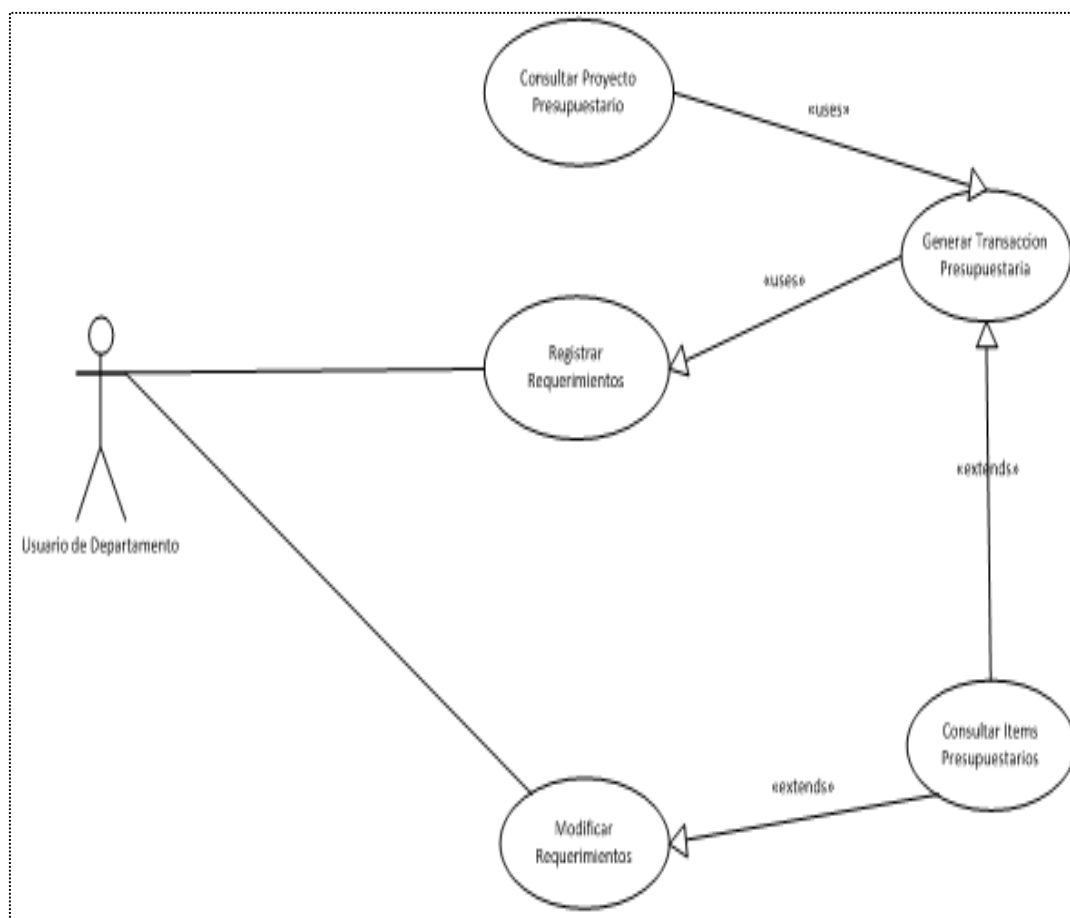 Consultar Proyecto
Presupuestario
«uses»
Generar Transaccion
Presupuestaria
«uses»
Registrar
Requerimientos
Usuario de Departamento
«extends»
Consultar Items
Presupuestarios
«extends»
Modificar
Requerimientos